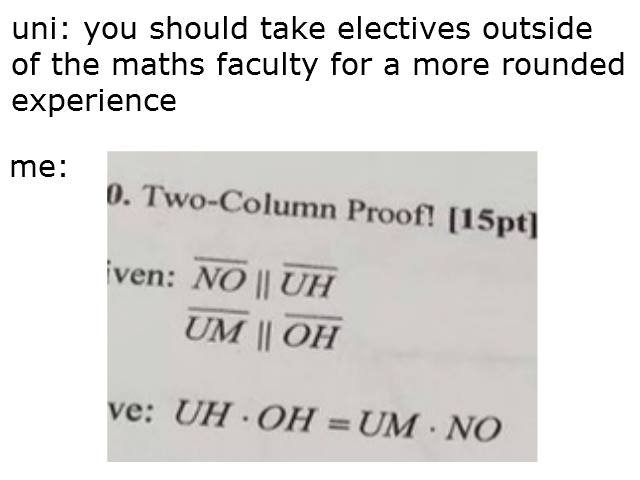 uni: you should take electives outside
of the maths faculty for a more rounded
experience
me:
0. Two-Column Proof! [15pt]
iven: NO || UH
UM || OH
ve: UH · OH = UM · NO